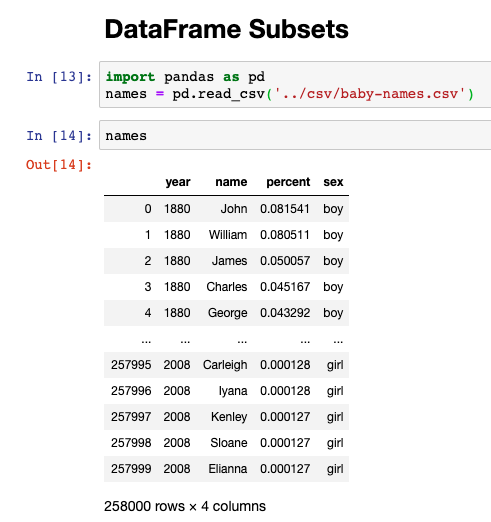 DataFrame Subsets
In [13]: import pandas as pd
names = pd.read_csv('../csv/baby-names.csv')
In [14]: names
Out[14]:
year name percent sex
0 1880 John 0.081541 boy
1 1880 William 0.080511 boy
2 1880 James 0.050057 boy
3 1880 Charles 0.045167 boy
4 1880 George 0.043292 boy
... ... ... ... ...
257995 2008 Carleigh 0.000128 girl
257996 2008 Iyana 0.000128 girl
257997 2008 Kenley 0.000127 girl
257998 2008 Sloane 0.000127 girl
257999 2008 Elianna 0.000127 girl
258000 rows × 4 columns